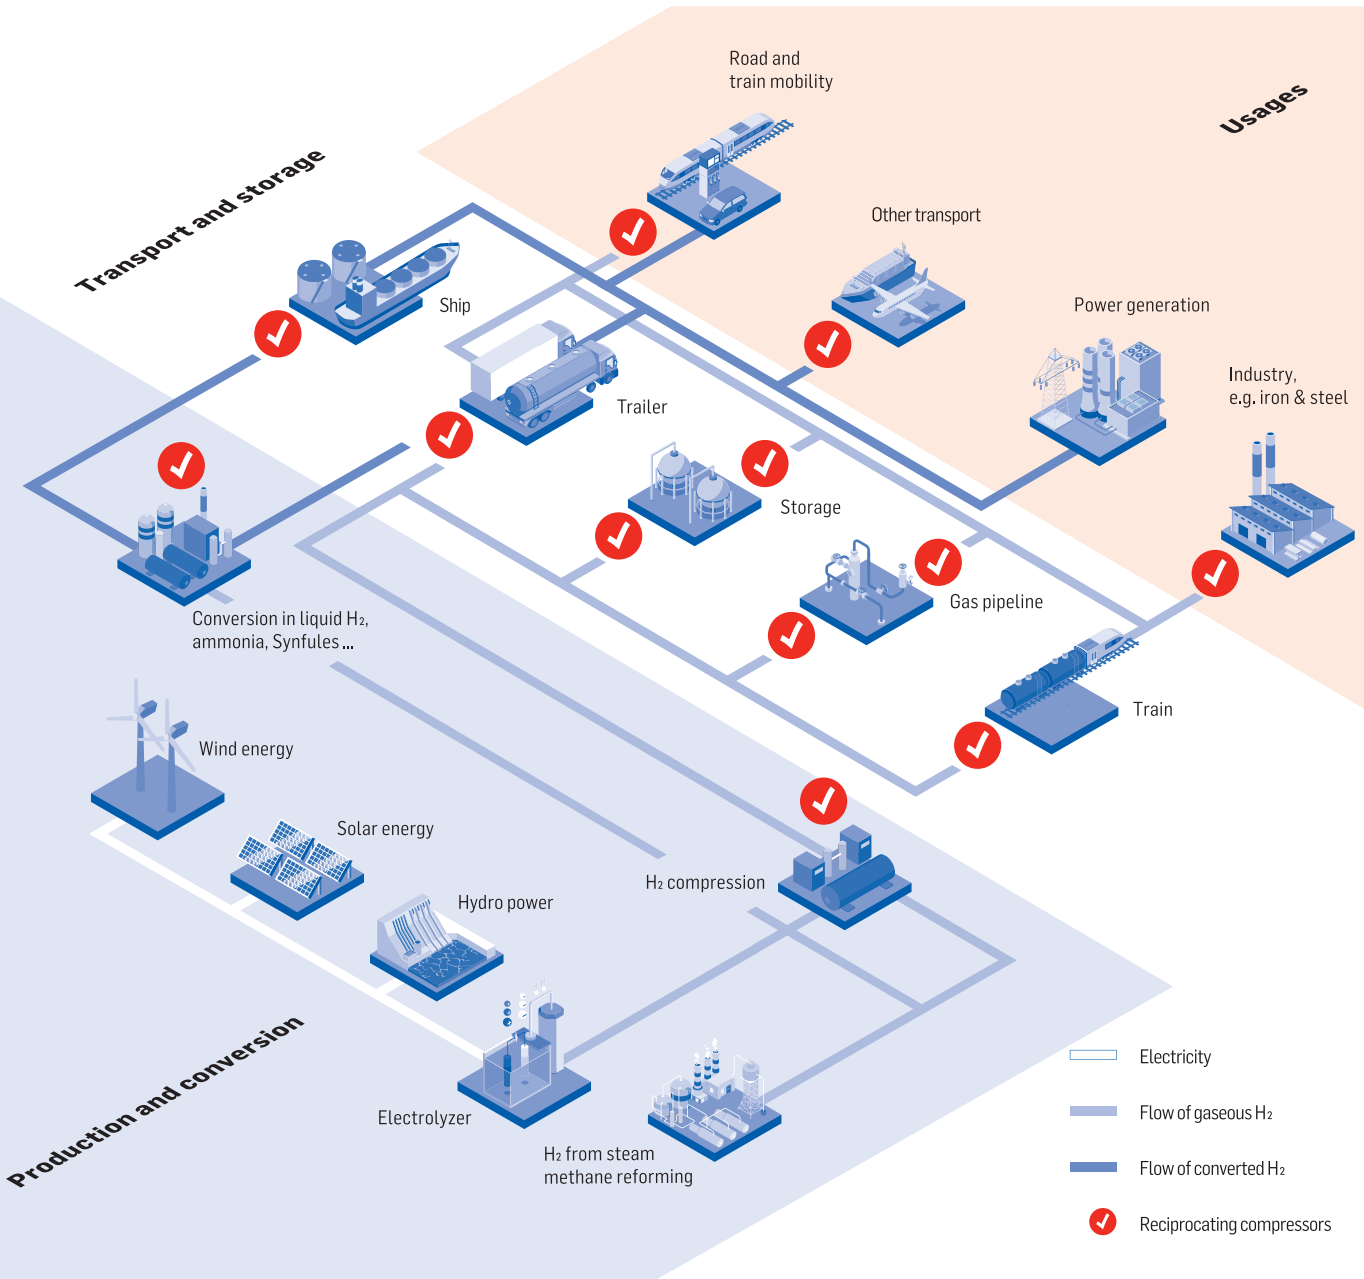 Road and
train mobility
Usages
Transport and storage
Other transport
Ship
Power generation
Industry,
e.g. iron & steel
Trailer
Storage
Gas pipeline
Conversion in liquid H₂,
ammonia, Synfules ...
Train
Wind energy
Solar energy
H₂ compression
Hydro power
Production and conversion
Electrolyzer
H₂ from steam
methane reforming
Electricity
Flow of gaseous H₂
Flow of converted H₂
Reciprocating compressors